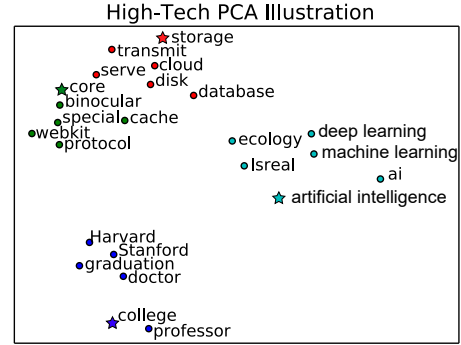 High-Tech PCA Illustration
storage
transmit
cloud
serve
disk
core
database
binocular
special
cache
webkit
protocol
ecology
deep learning
machine learning
Isreal
ai
artificial intelligence
Harvard
Stanford
graduation
doctor
college
professor